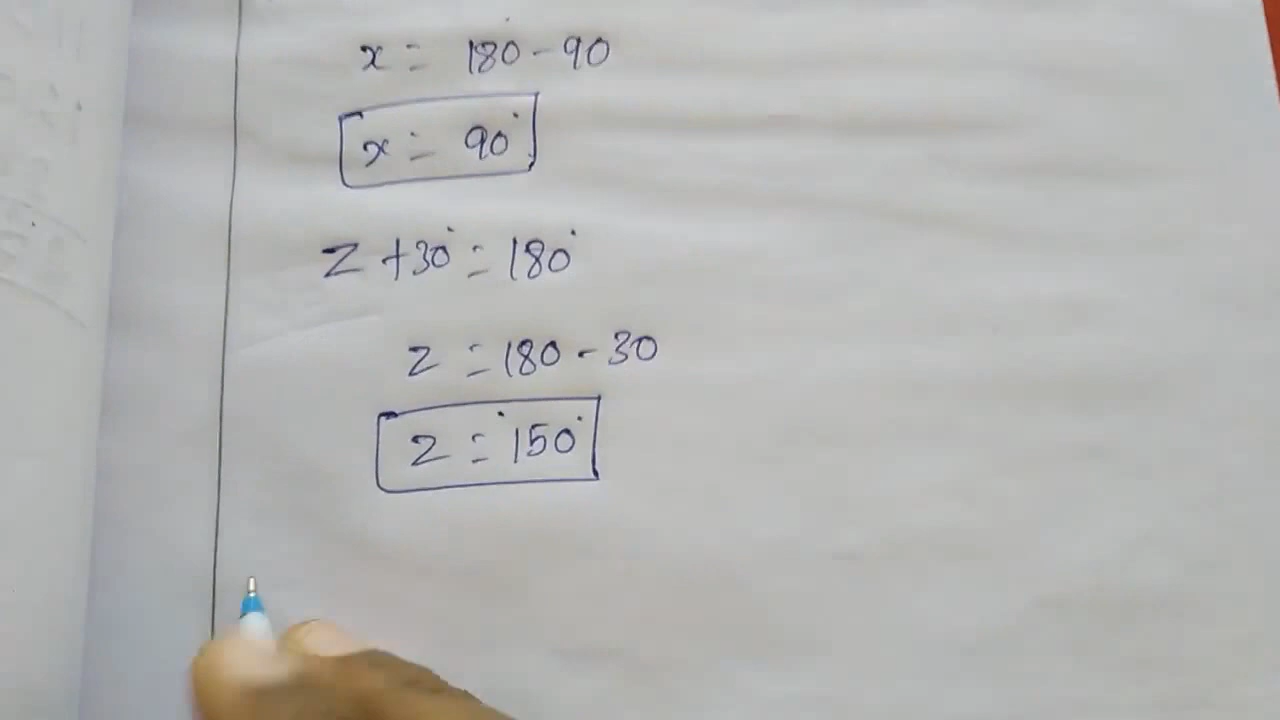 x = 180 - 90
x = 90°
z + 30° = 180°
z = 180 - 30
z = 150°